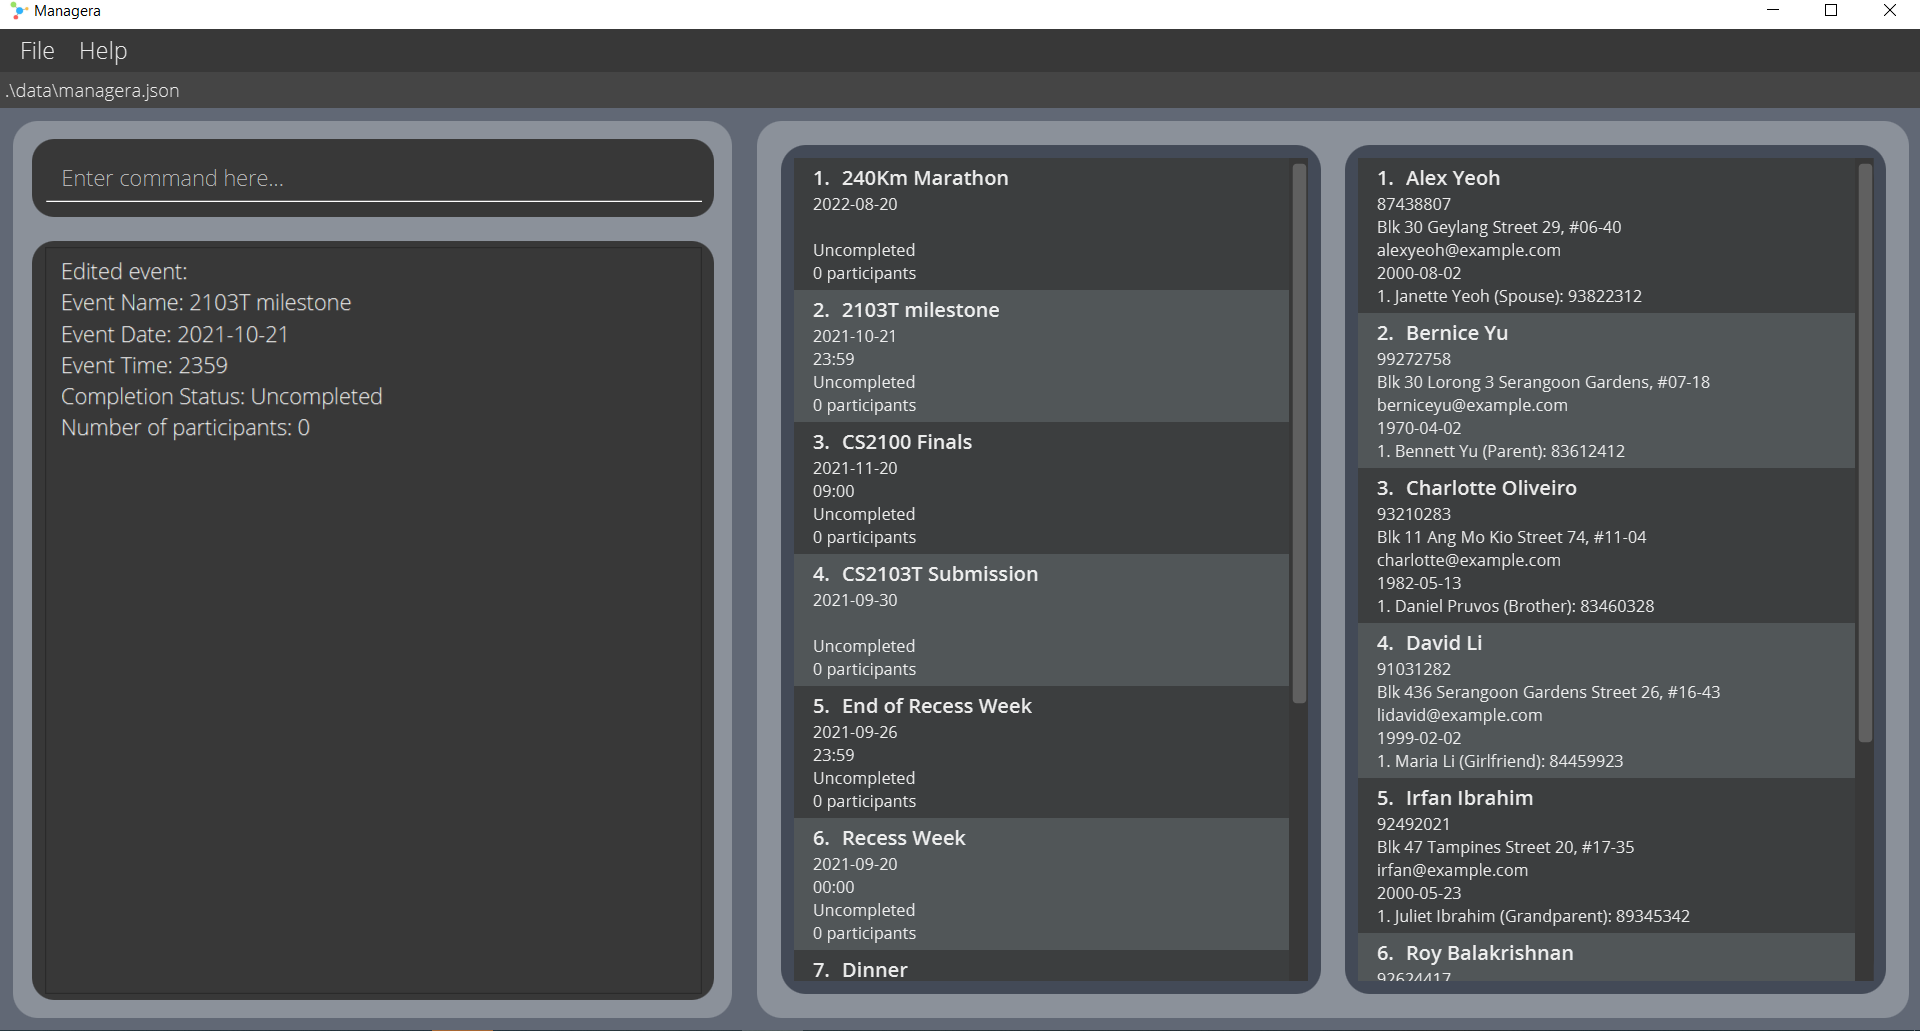 Managera
File Help
.\data\managera.json
Enter command here...
Edited event:
Event Name: 2103T milestone
Event Date: 2021-10-21
Event Time: 2359
Completion Status: Uncompleted
Number of participants: 0
1. 240Km Marathon
2022-08-20
Uncompleted
0 participants
2. 2103T milestone
2021-10-21
23:59
Uncompleted
0 participants
3. CS2100 Finals
2021-11-20
09:00
Uncompleted
0 participants
4. CS2103T Submission
2021-09-30
Uncompleted
0 participants
5. End of Recess Week
2021-09-26
23:59
Uncompleted
0 participants
6. Recess Week
2021-09-20
00:00
Uncompleted
0 participants
7. Dinner
1. Alex Yeoh
87438807
Blk 30 Geylang Street 29, #06-40
alexyeoh@example.com
2000-08-02
1. Janette Yeoh (Spouse): 93822312
2. Bernice Yu
99272758
Blk 30 Lorong 3 Serangoon Gardens, #07-18
berniceyu@example.com
1970-04-02
1. Bennett Yu (Parent): 83612412
3. Charlotte Oliveiro
93210283
Blk 11 Ang Mo Kio Street 74, #11-04
charlotte@example.com
1982-05-13
1. Daniel Pruvos (Brother): 83460328
4. David Li
91031282
Blk 436 Serangoon Gardens Street 26, #16-43
lidavid@example.com
1999-02-02
1. Maria Li (Girlfriend): 84459923
5. Irfan Ibrahim
92492021
Blk 47 Tampines Street 20, #17-35
irfan@example.com
2000-05-23
1. Juliet Ibrahim (Grandparent): 89345342
6. Roy Balakrishnan
92624417